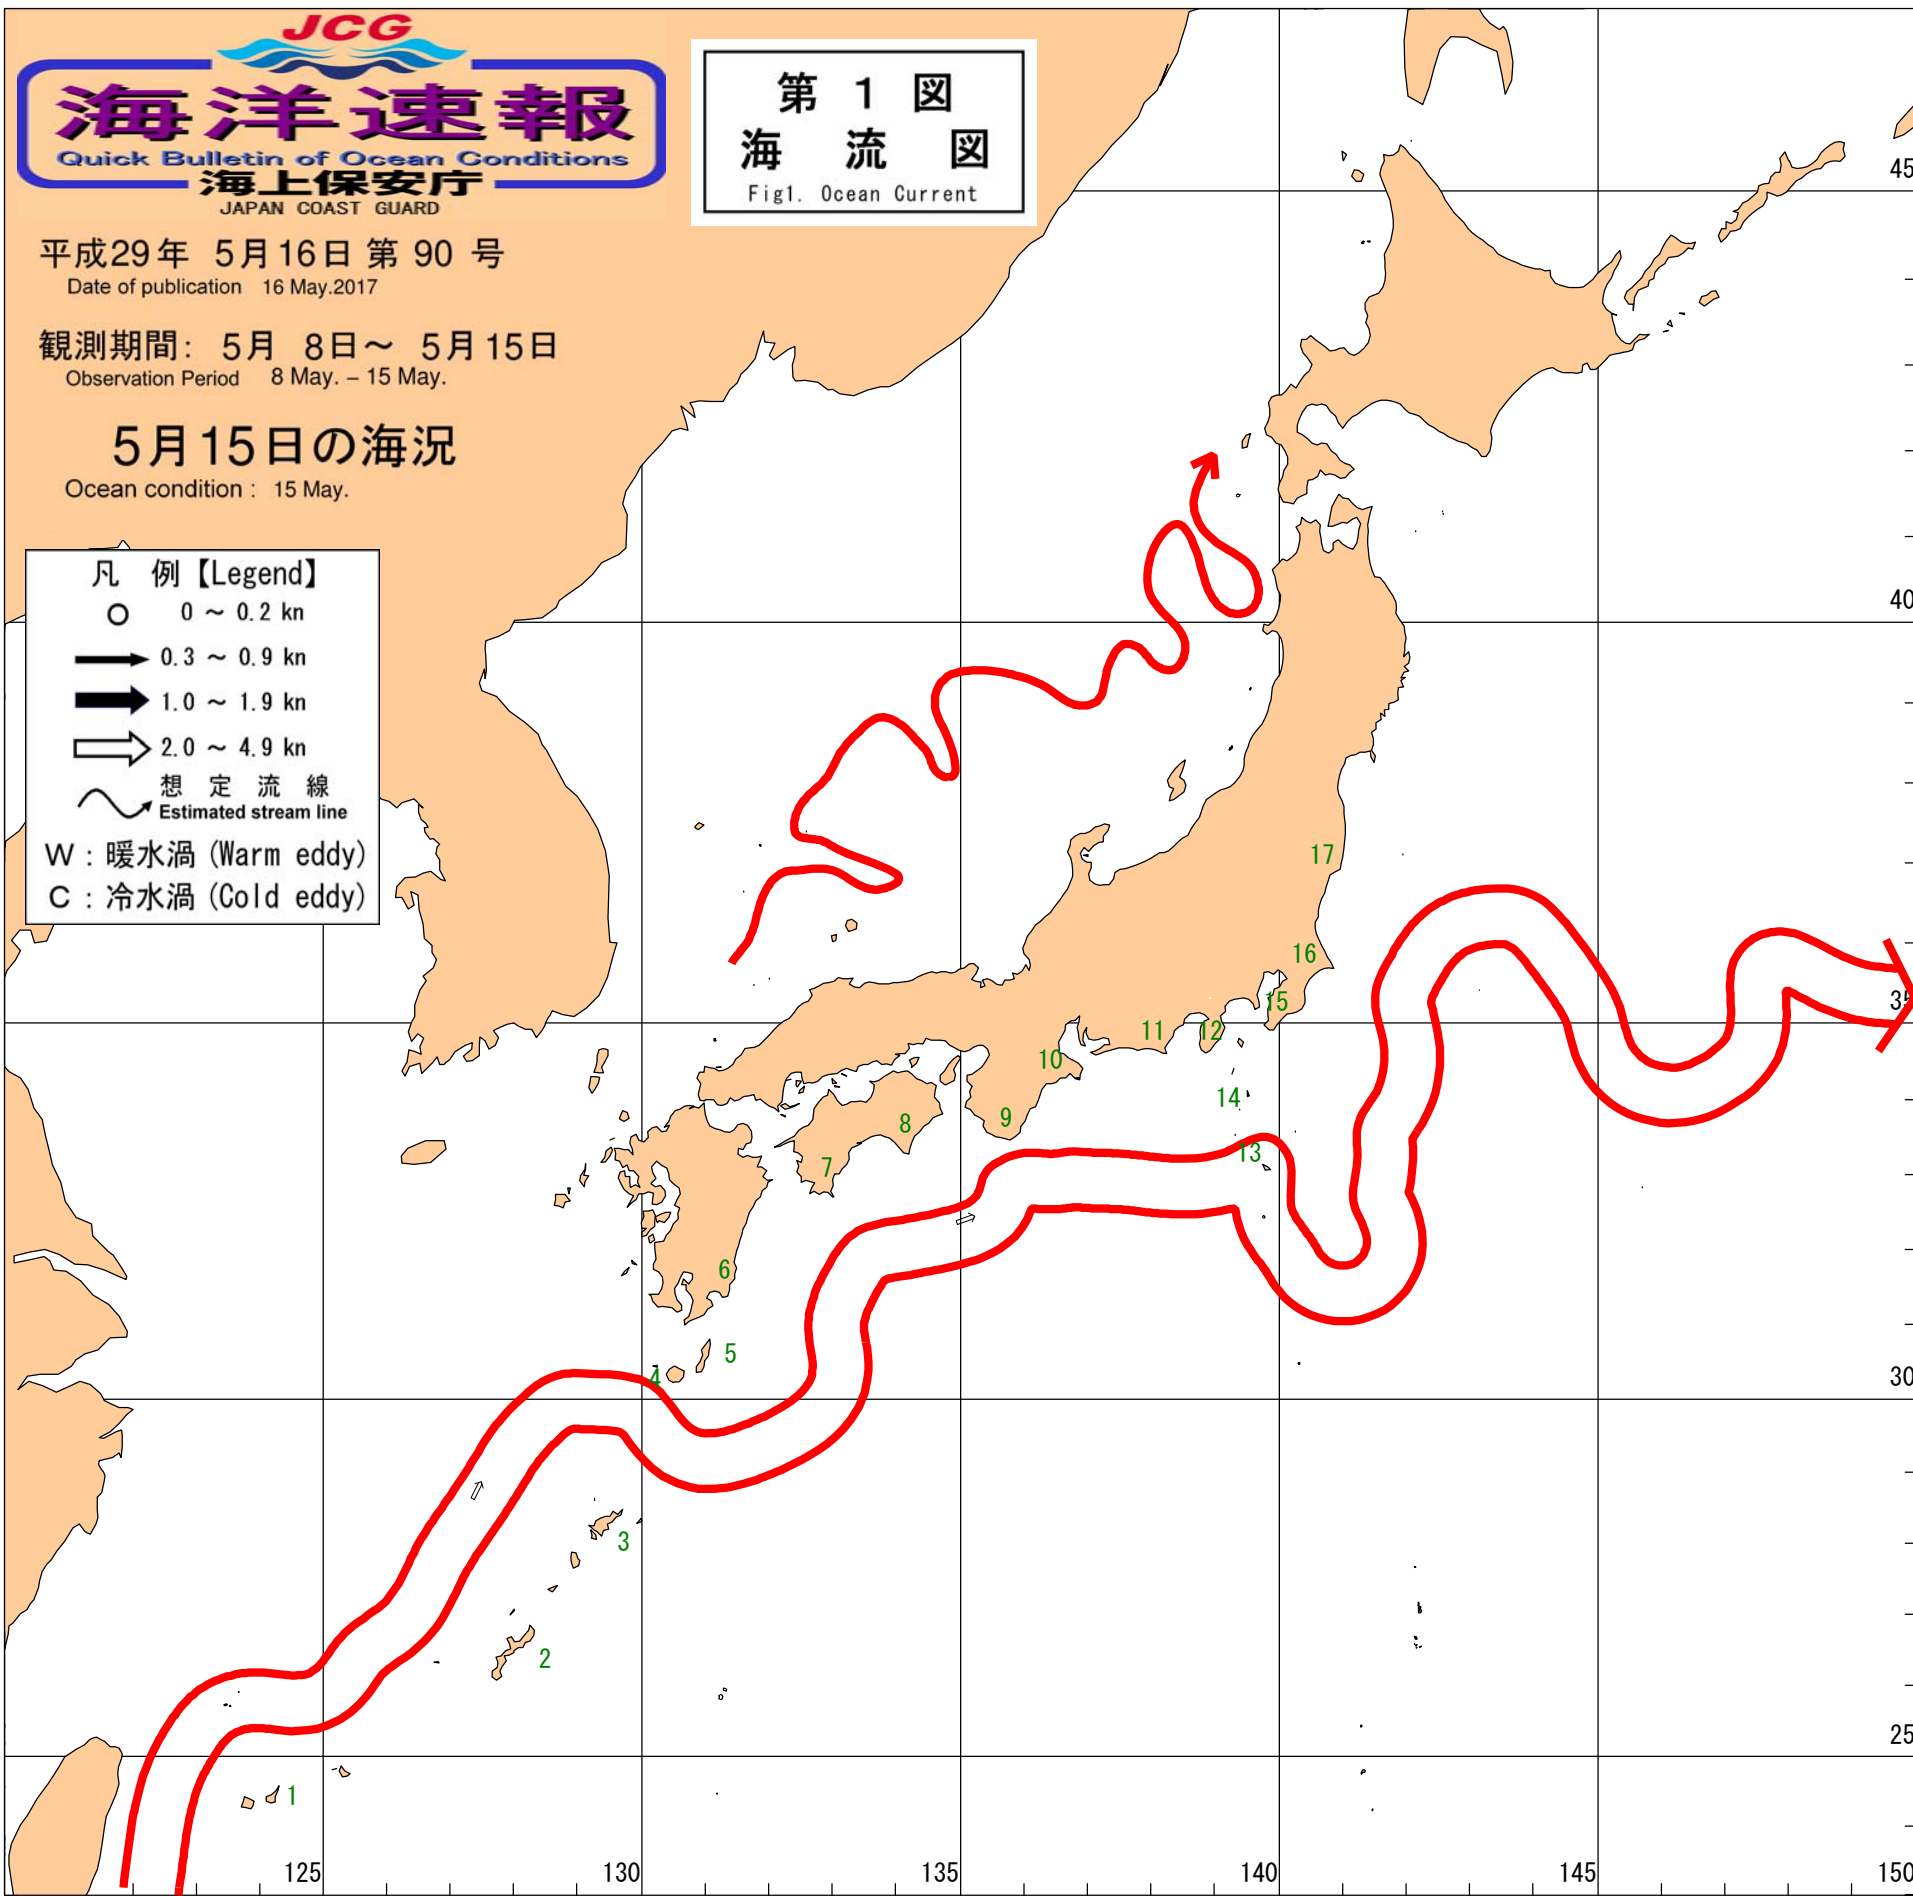 JCG
海洋速報
Quick Bulletin of Ocean Conditions
海上保安庁
JAPAN COAST GUARD
第 1 図
海 流 図
Fig1. Ocean Current
平成29年 5月16日 第 90 号
Date of publication 16 May.2017
観測期間: 5月 8日～ 5月15日
Observation Period 8 May. – 15 May.
5月15日の海況
Ocean condition : 15 May.
凡 例【Legend】
0 ～ 0.2 kn
0.3 ～ 0.9 kn
1.0 ～ 1.9 kn
2.0 ～ 4.9 kn
想 定 流 線
Estimated stream line
W : 暖水渦 (Warm eddy)
C : 冷水渦 (Cold eddy)
45
40
35
30
25
17
16
15
12
11
10
14
13
9
8
7
6
5
4
3
2
1
125
130
135
140
145
150